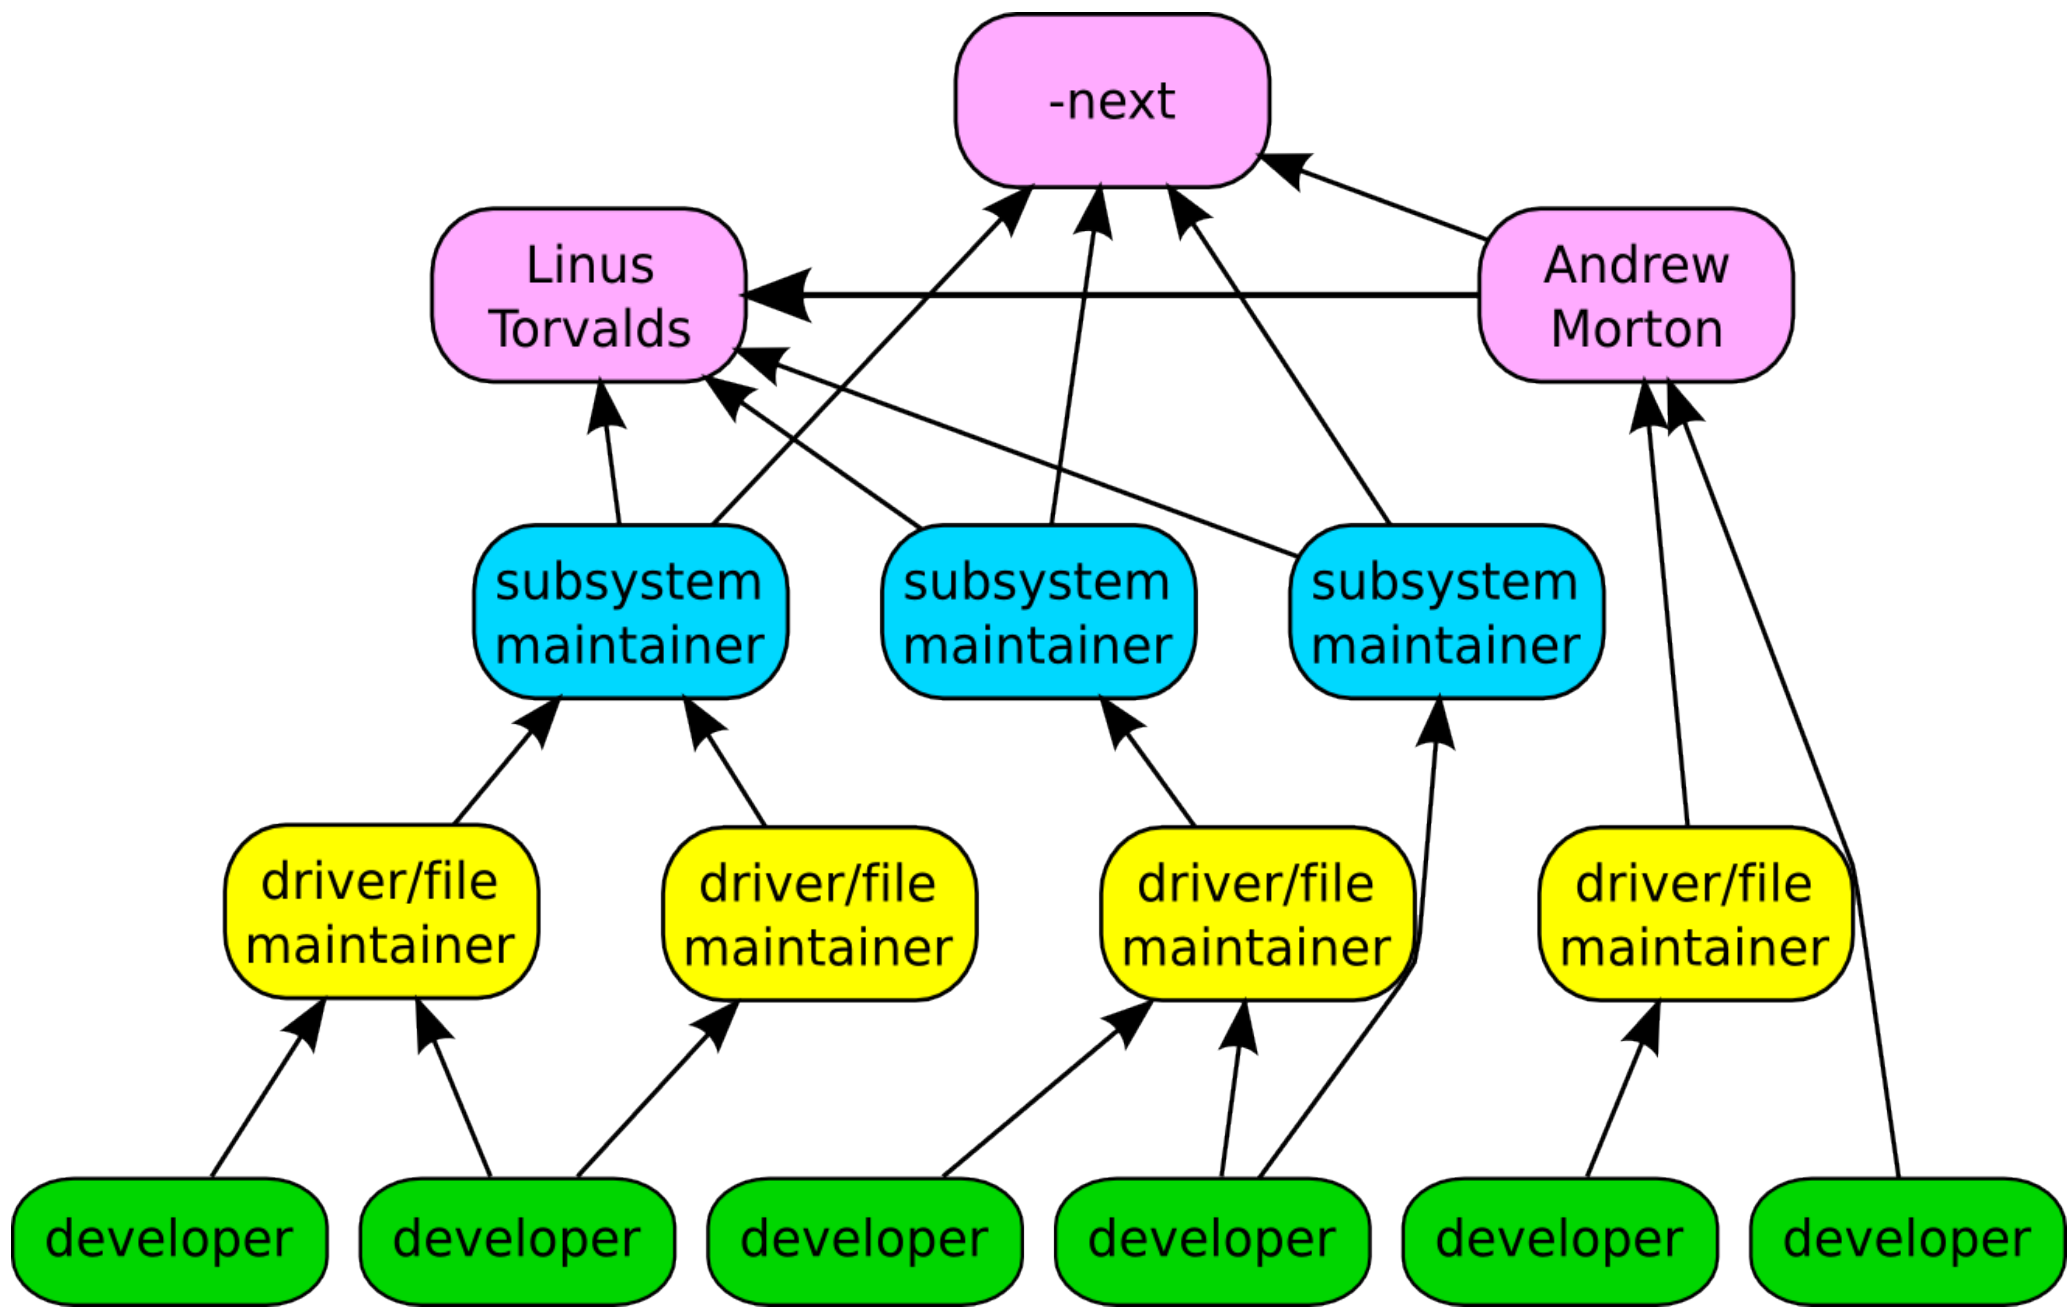 -next
Linus
Torvalds
Andrew
Morton
subsystem
maintainer
subsystem
maintainer
subsystem
maintainer
driver/file
maintainer
driver/file
maintainer
driver/file
maintainer
driver/file
maintainer
developer
developer
developer
developer
developer
developer